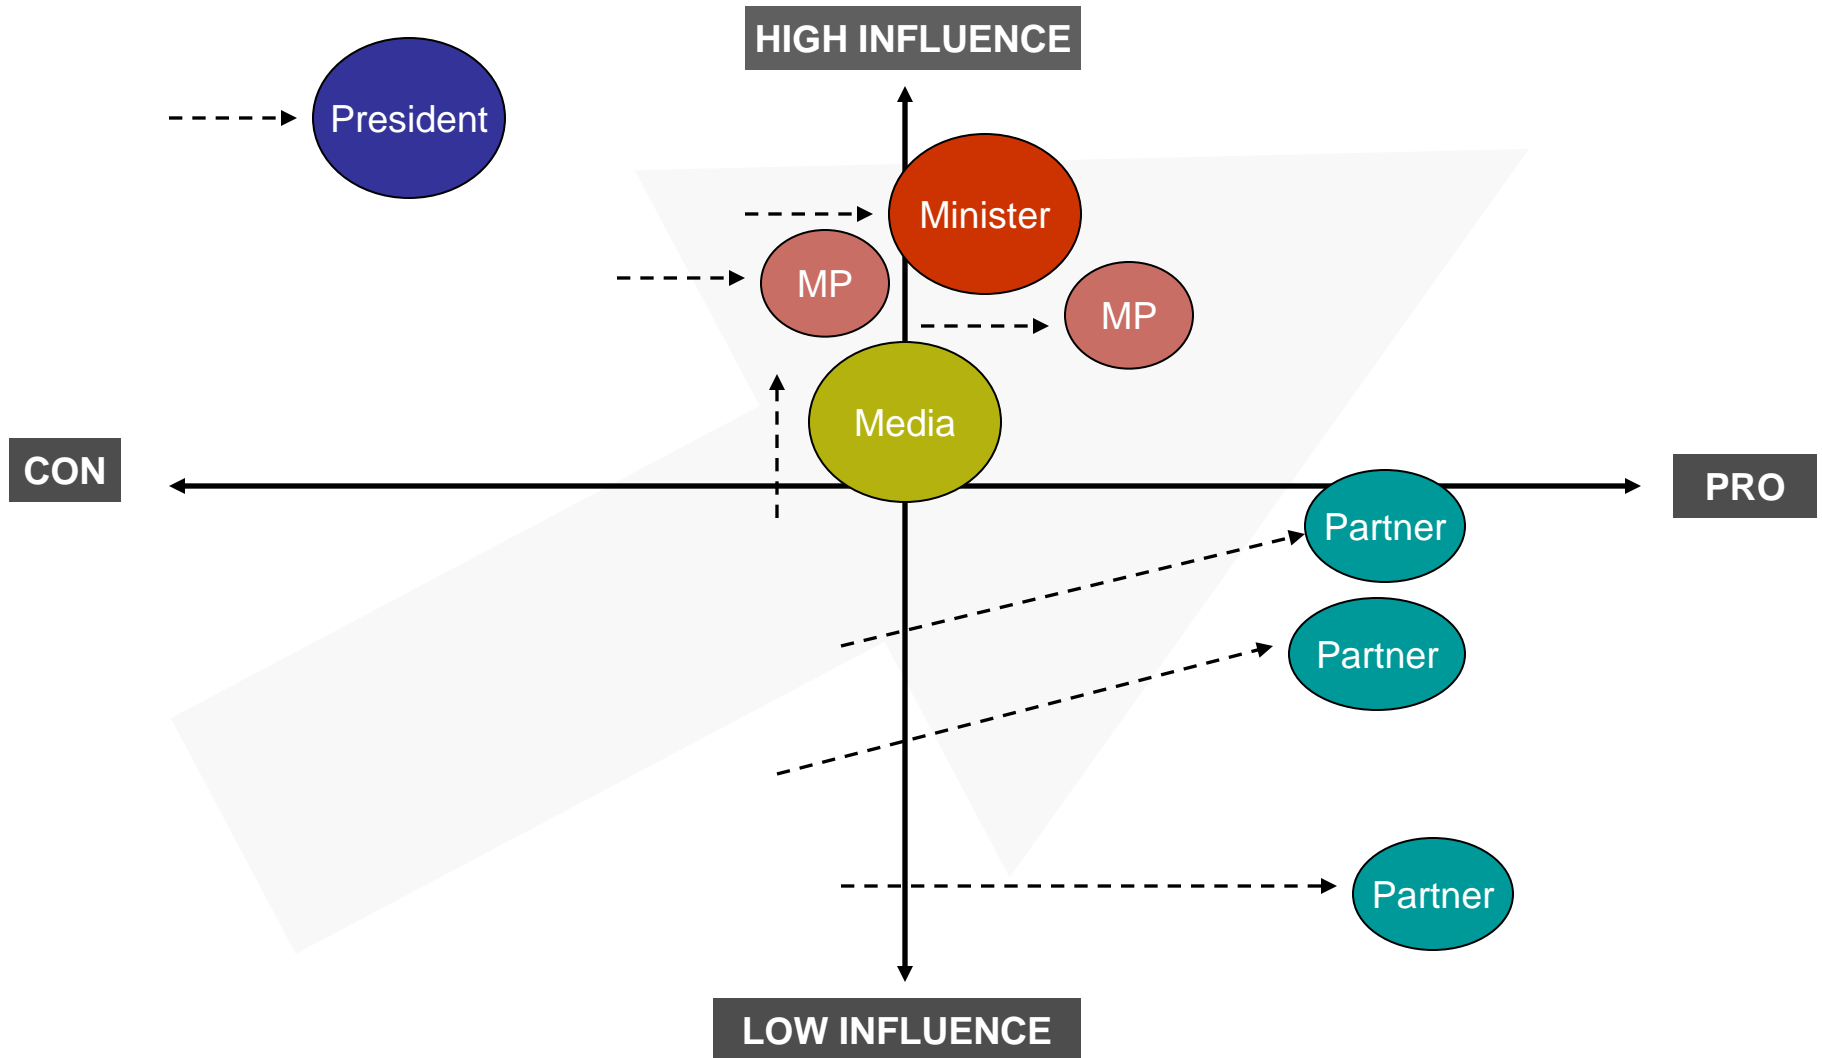 HIGH INFLUENCE
President
Minister
MP
MP
Media
CON
PRO
Partner
Partner
Partner
LOW INFLUENCE